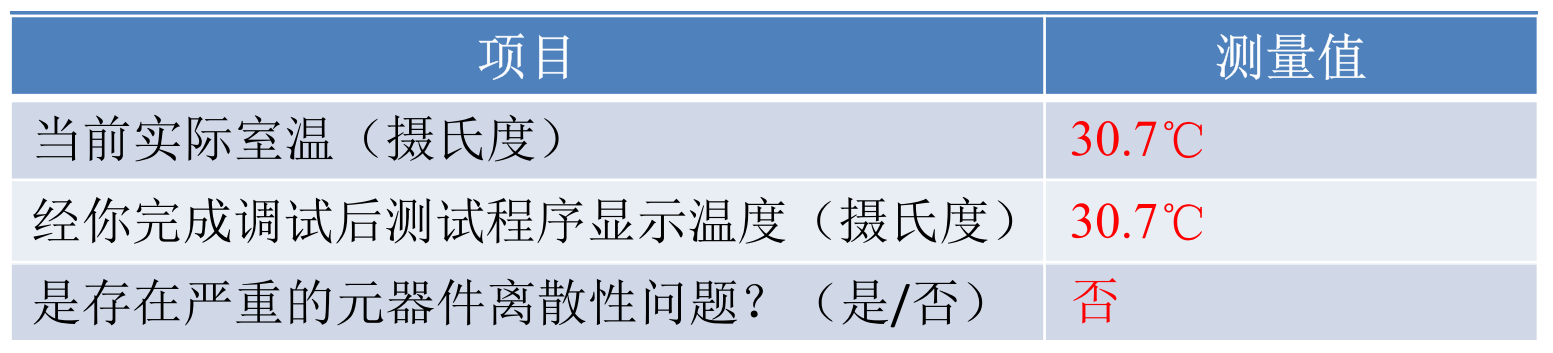 项目 测量值
当前实际室温（摄氏度） 30.7℃
经你完成调试后测试程序显示温度（摄氏度） 30.7℃
是存在严重的元器件离散性问题？（是/否） 否